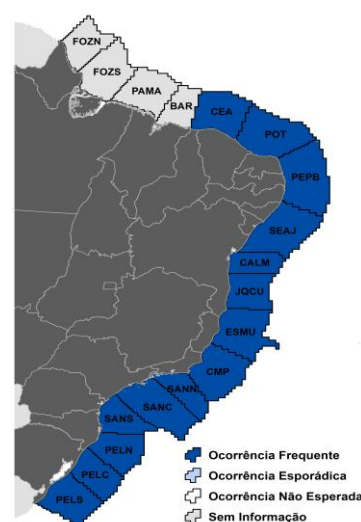 FOZN
FOZS
PAMA
BAR
CEA
POT
PEPB
SEAJ
CALM
JQCU
ESMU
CMP
SANN
SANC
SANS
PELN
PELC
PELS
Ocorrência Frequente
Ocorrência Esporádica
Ocorrência Não Esperada
Sem Informação